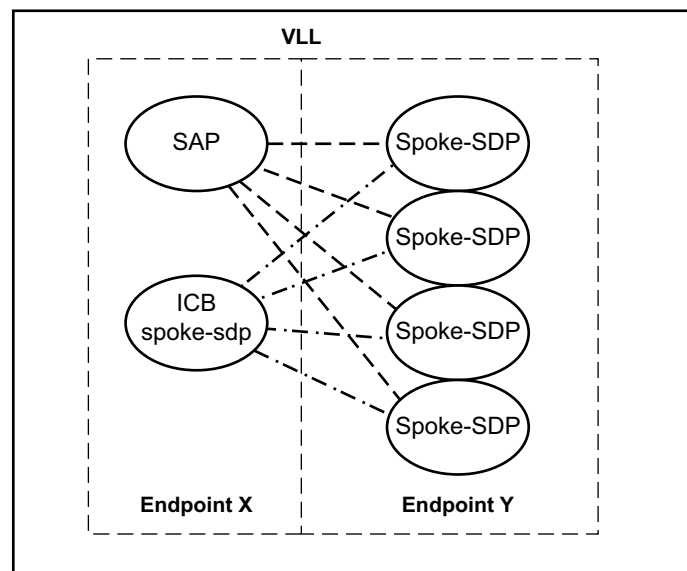 VLL
SAP
ICB
spoke-sdp
Spoke-SDP
Spoke-SDP
Spoke-SDP
Spoke-SDP
Endpoint X
Endpoint Y